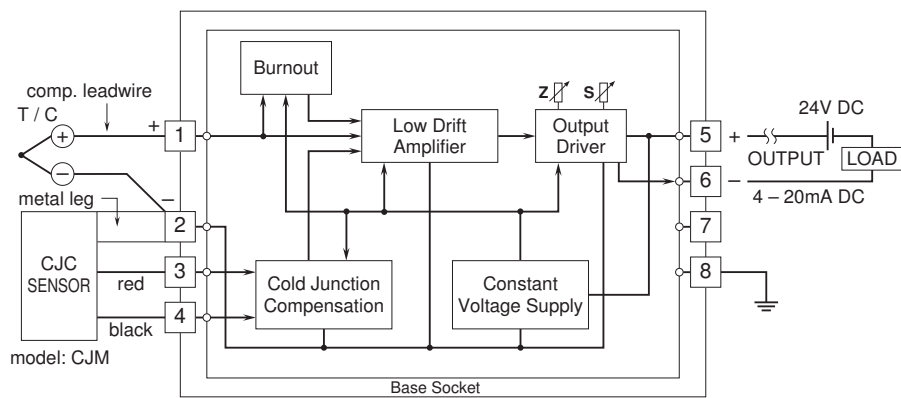 comp. leadwire
T / C
+
−
+
−
metal leg
CJC
SENSOR
red
black
model: CJM
1
2
3
4
Burnout
Low Drift
Amplifier
Z
S
Output
Driver
Cold Junction
Compensation
Constant
Voltage Supply
5
6
7
8
+
−
24V DC
OUTPUT
LOAD
4 – 20mA DC
Base Socket